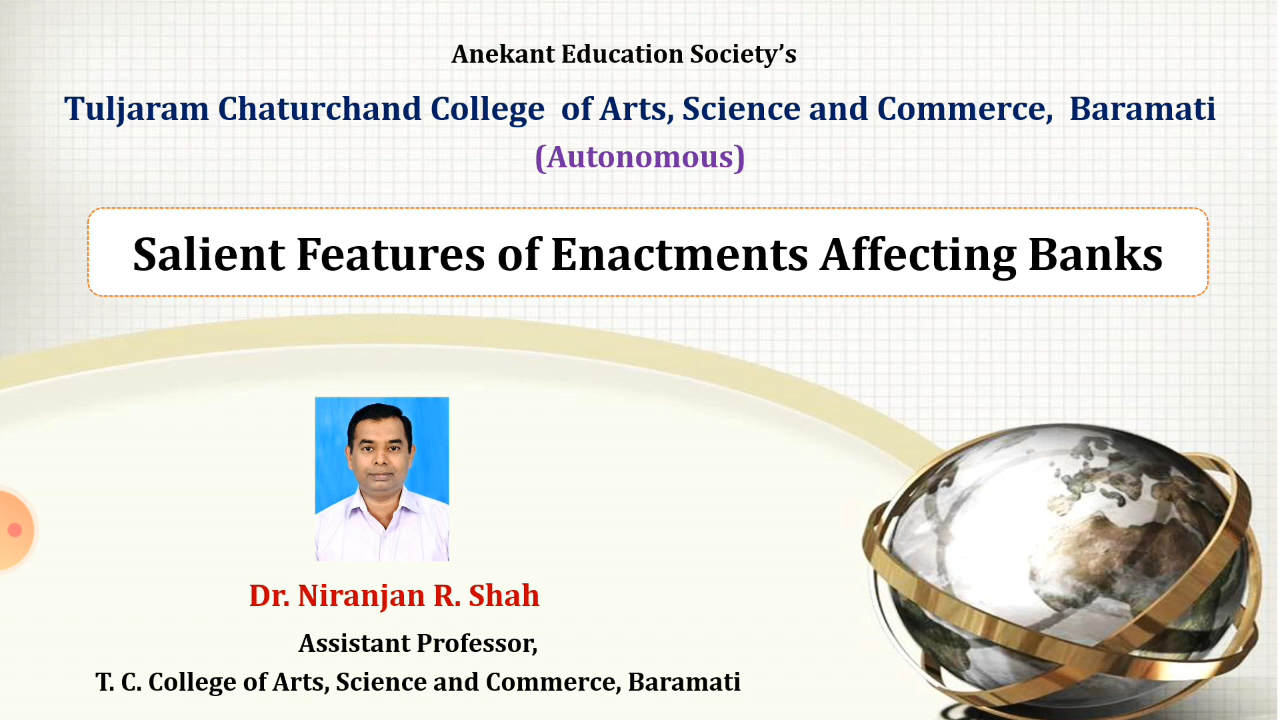 Anekant Education Society’s
Tuljaram Chaturchand College of Arts, Science and Commerce, Baramati
(Autonomous)
Salient Features of Enactments Affecting Banks
Dr. Niranjan R. Shah
Assistant Professor,
T. C. College of Arts, Science and Commerce, Baramati